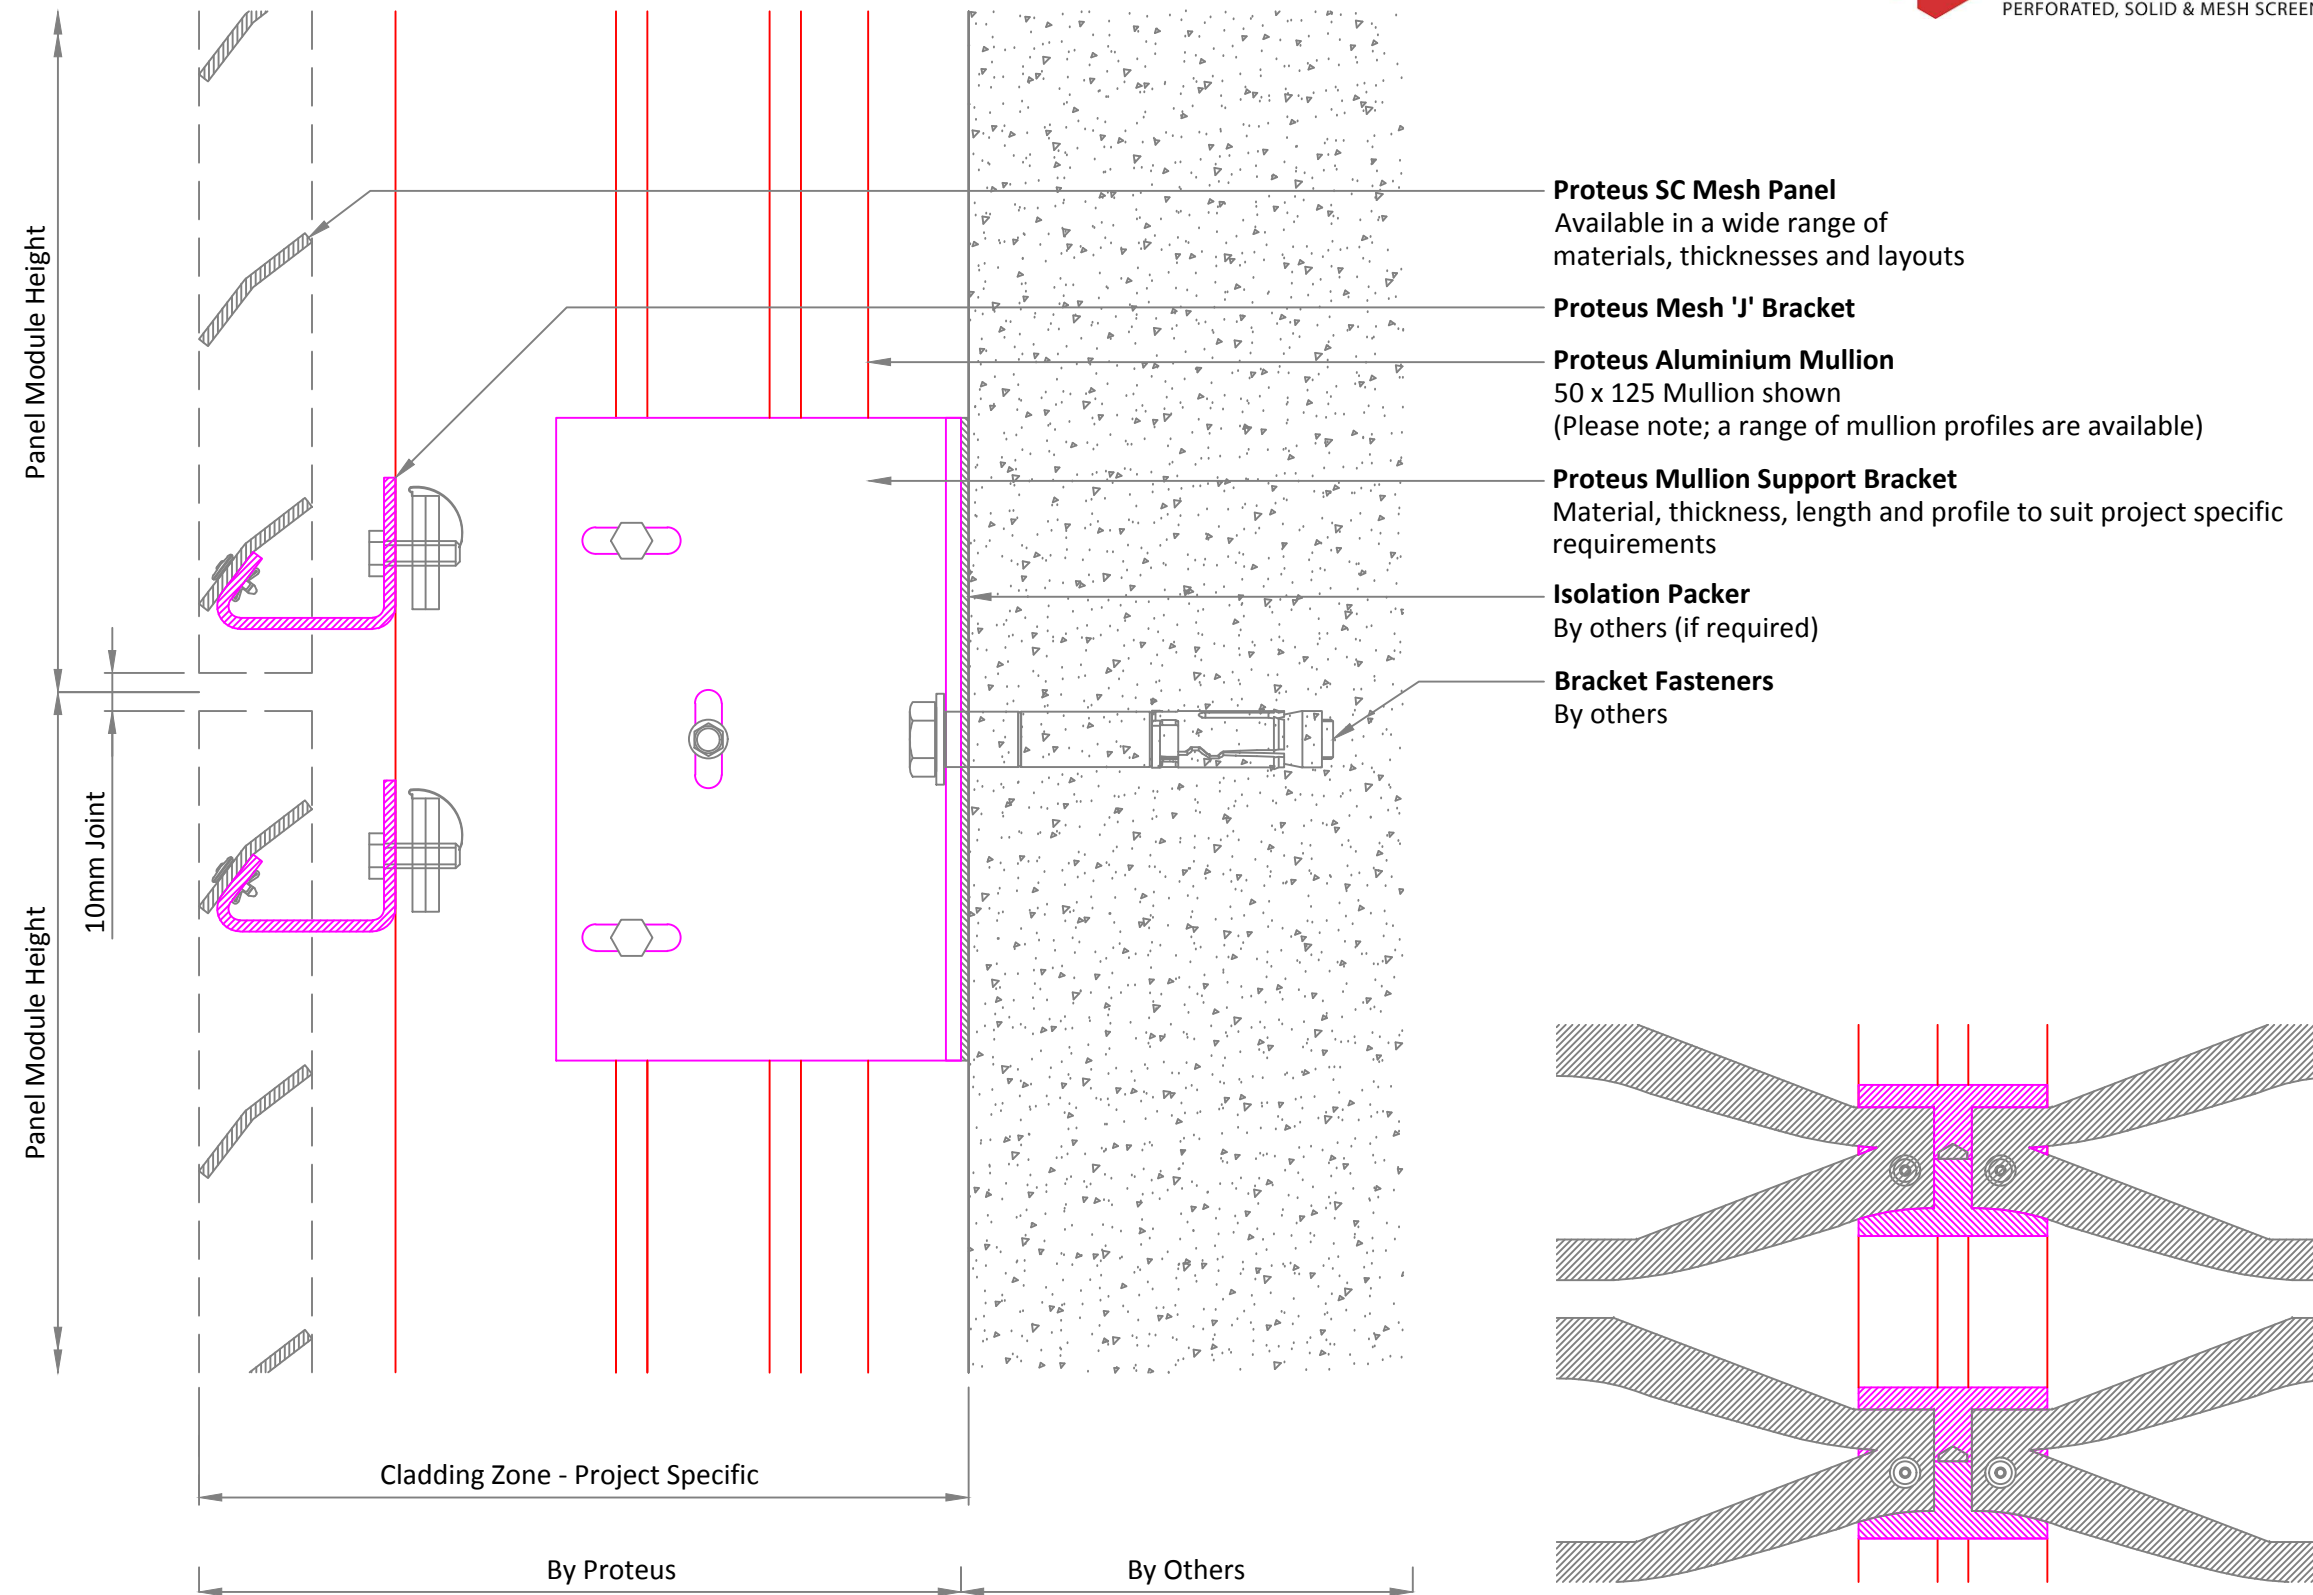 PERFORATED, SOLID & MESH SCREEN
Proteus SC Mesh Panel
Available in a wide range of
materials, thicknesses and layouts
Proteus Mesh 'J' Bracket
Proteus Aluminium Mullion
50 x 125 Mullion shown
(Please note; a range of mullion profiles are available)
Proteus Mullion Support Bracket
Material, thickness, length and profile to suit project specific
requirements
Isolation Packer
By others (if required)
Bracket Fasteners
By others
Panel Module Height
10mm Joint
Panel Module Height
Cladding Zone - Project Specific
By Proteus
By Others